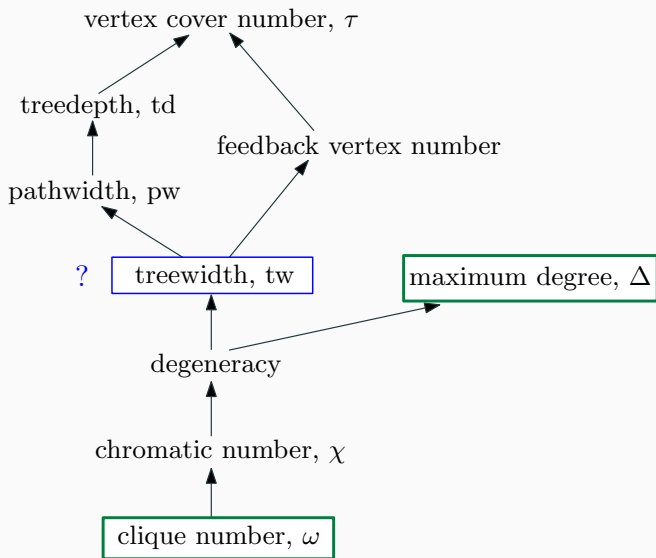 vertex cover number, τ
treedepth, td
feedback vertex number
pathwidth, pw
? treewidth, tw
maximum degree, Δ
degeneracy
chromatic number, χ
clique number, ω